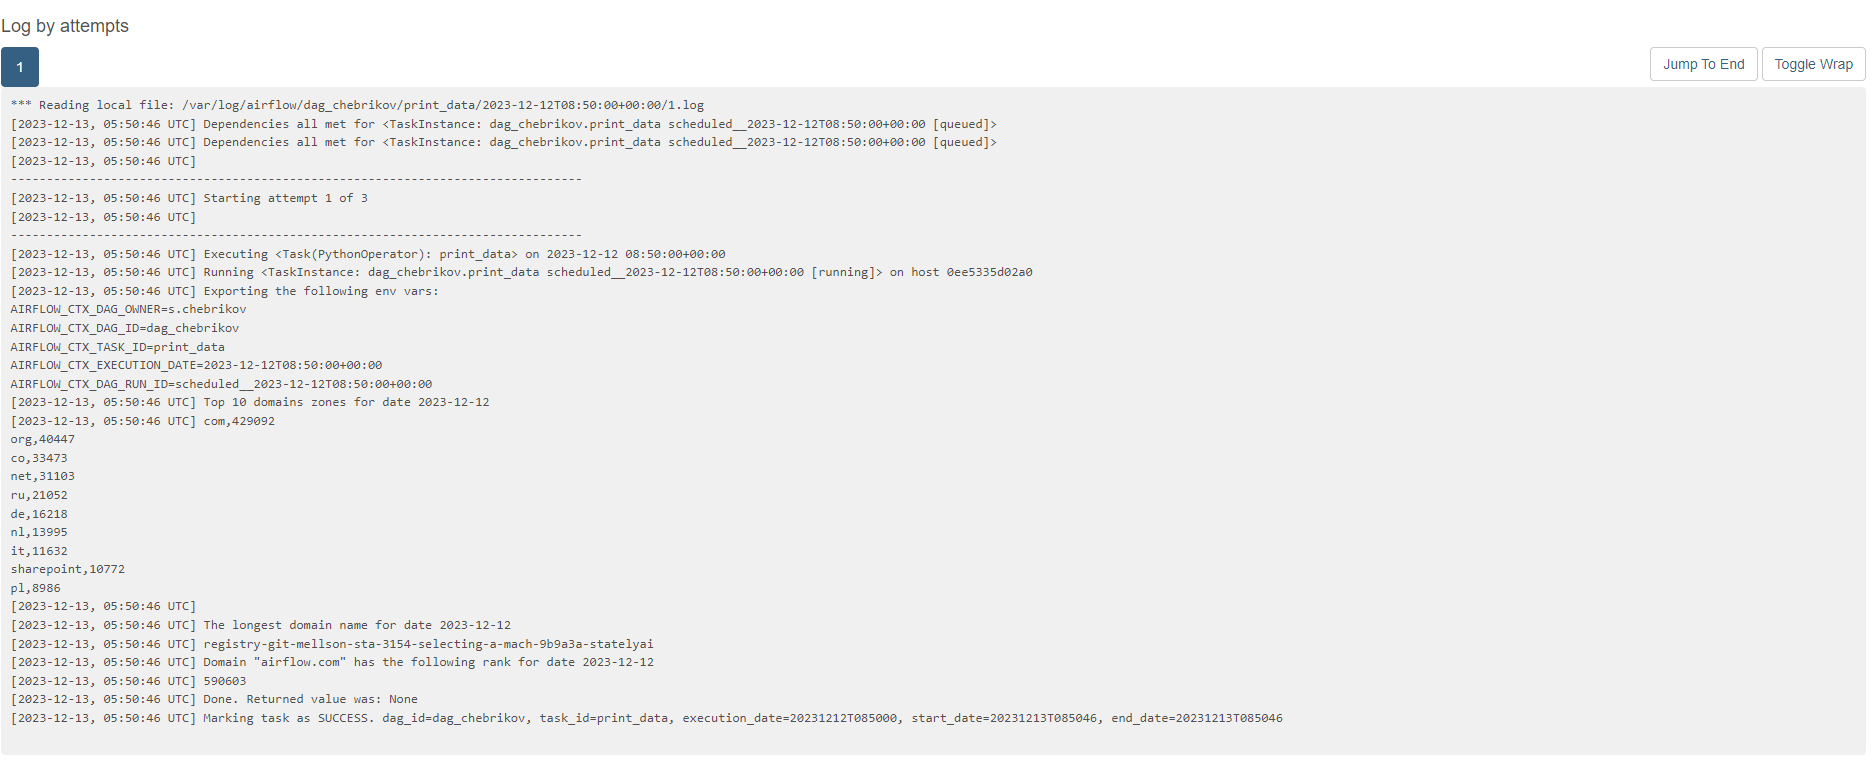 Log by attempts
1
Jump To End
Toggle Wrap
*** Reading local file: /var/log/airflow/dag_chebrikov/print_data/2023-12-12T08:50:00+00:00/1.log
[2023-12-13, 05:50:46 UTC] Dependencies all met for <TaskInstance: dag_chebrikov.print_data scheduled__2023-12-12T08:50:00+00:00 [queued]>
[2023-12-13, 05:50:46 UTC] Dependencies all met for <TaskInstance: dag_chebrikov.print_data scheduled__2023-12-12T08:50:00+00:00 [queued]>
[2023-12-13, 05:50:46 UTC]
--------------------------------------------------------------------------------
[2023-12-13, 05:50:46 UTC] Starting attempt 1 of 3
[2023-12-13, 05:50:46 UTC]
--------------------------------------------------------------------------------
[2023-12-13, 05:50:46 UTC] Executing <Task(PythonOperator): print_data> on 2023-12-12 08:50:00+00:00
[2023-12-13, 05:50:46 UTC] Running <TaskInstance: dag_chebrikov.print_data scheduled__2023-12-12T08:50:00+00:00 [running]> on host 0ee5335d02a0
[2023-12-13, 05:50:46 UTC] Exporting the following env vars:
AIRFLOW_CTX_DAG_OWNER=s.chebrikov
AIRFLOW_CTX_DAG_ID=dag_chebrikov
AIRFLOW_CTX_TASK_ID=print_data
AIRFLOW_CTX_EXECUTION_DATE=2023-12-12T08:50:00+00:00
AIRFLOW_CTX_DAG_RUN_ID=scheduled__2023-12-12T08:50:00+00:00
[2023-12-13, 05:50:46 UTC] Top 10 domains zones for date 2023-12-12
[2023-12-13, 05:50:46 UTC] com,429092
org,40447
co,33473
net,31103
ru,21052
de,16218
nl,13995
it,11632
sharepoint,10772
pl,8986
[2023-12-13, 05:50:46 UTC]
[2023-12-13, 05:50:46 UTC] The longest domain name for date 2023-12-12
[2023-12-13, 05:50:46 UTC] registry-git-mellson-sta-3154-selecting-a-mach-9b9a3a-statelyai
[2023-12-13, 05:50:46 UTC] Domain "airflow.com" has the following rank for date 2023-12-12
[2023-12-13, 05:50:46 UTC] 590603
[2023-12-13, 05:50:46 UTC] Done. Returned value was: None
[2023-12-13, 05:50:46 UTC] Marking task as SUCCESS. dag_id=dag_chebrikov, task_id=print_data, execution_date=20231212T085000, start_date=20231213T085046, end_date=20231213T085046